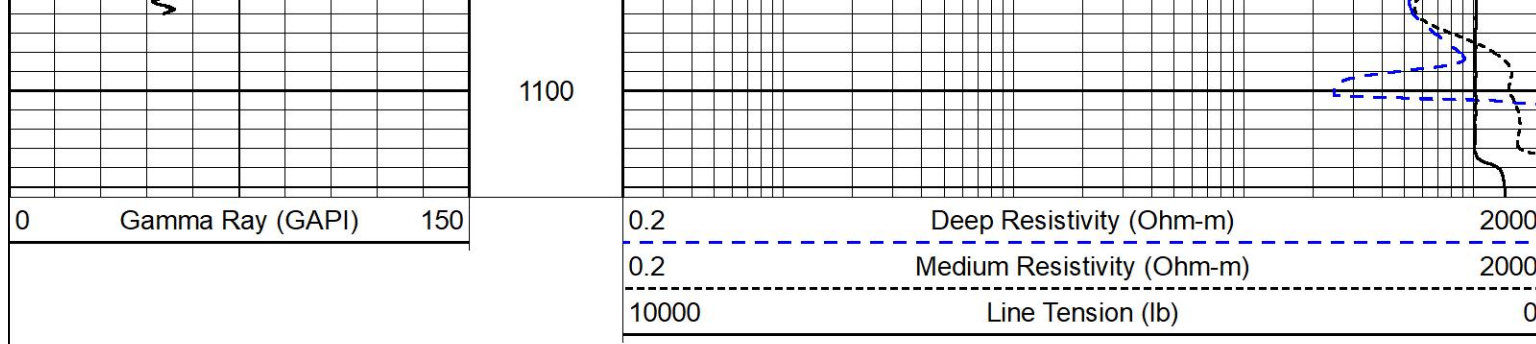 1100
0 Gamma Ray (GAPI) 150
0.2 Deep Resistivity (Ohm-m) 2000
0.2 Medium Resistivity (Ohm-m) 2000
10000 Line Tension (lb) 0